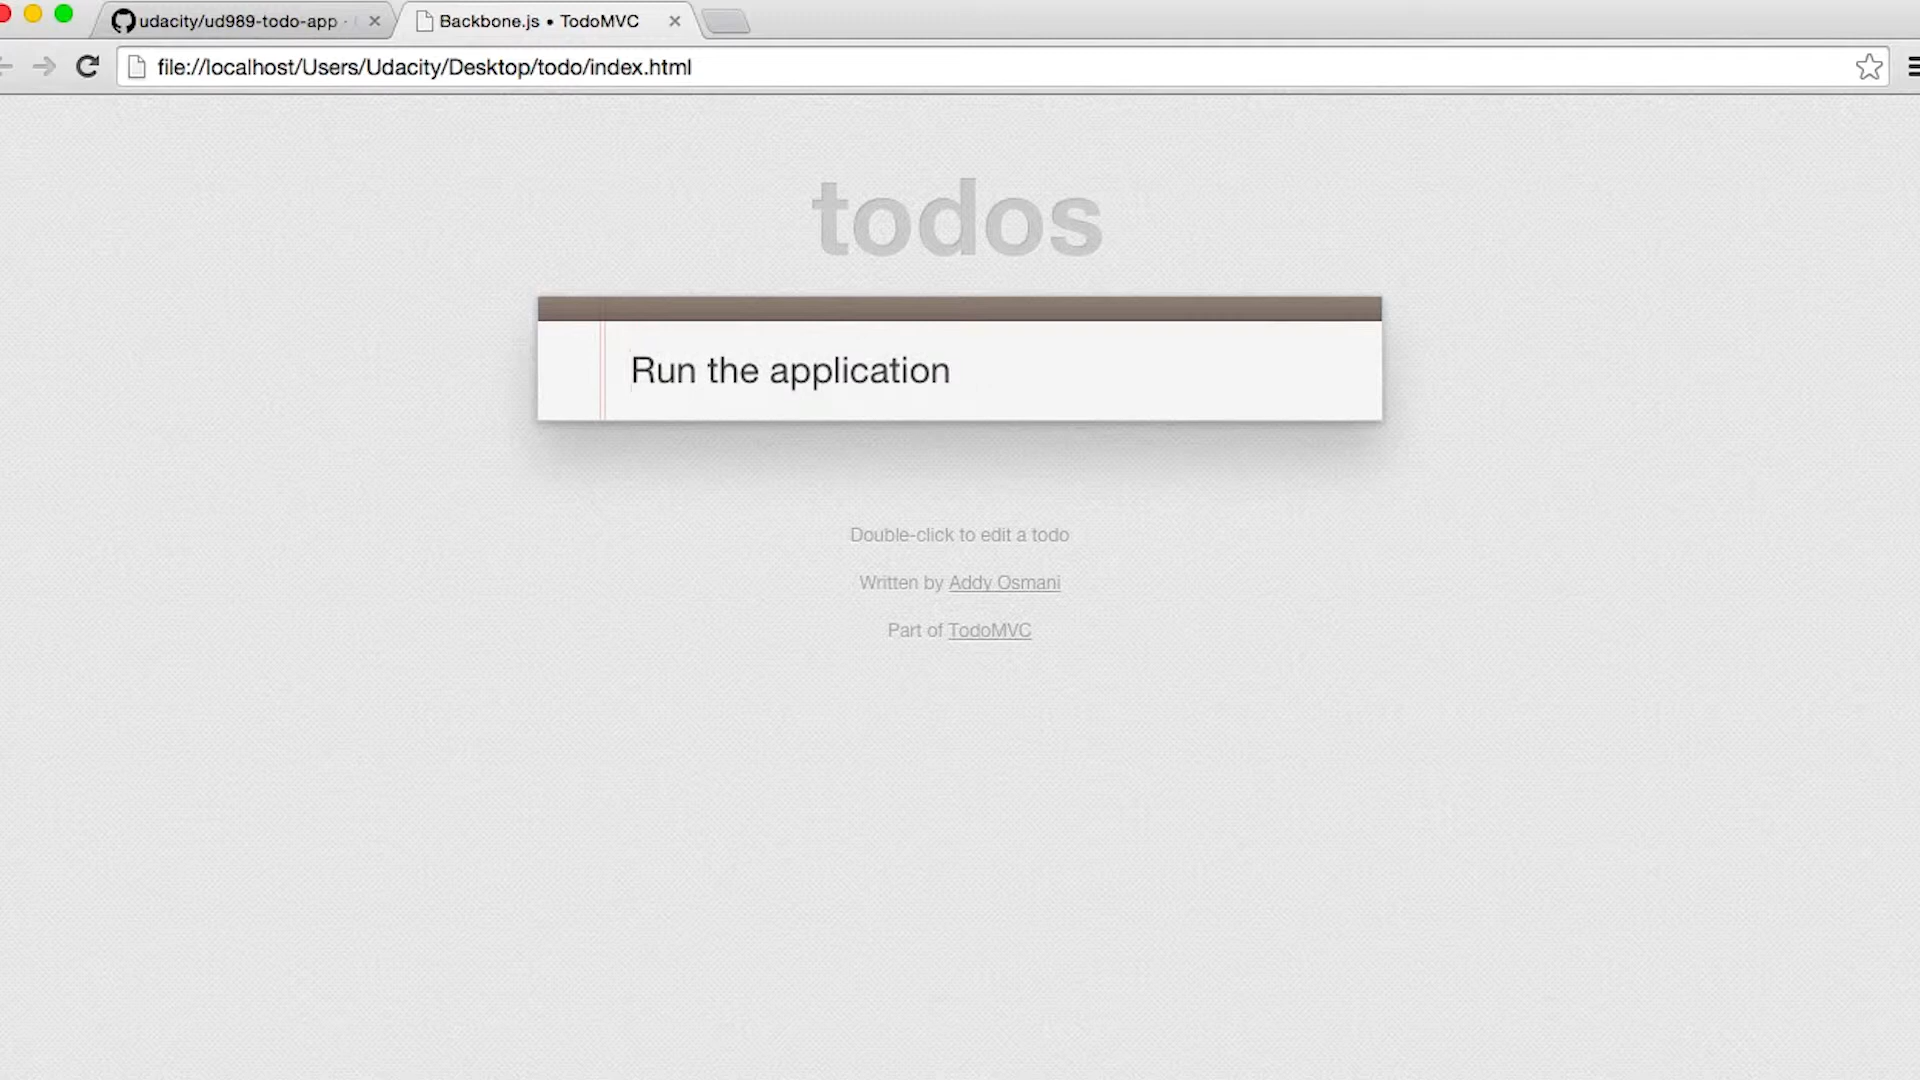 udacity/ud989-todo-app ·
Backbone.js • TodoMVC
file://localhost/Users/Udacity/Desktop/todo/index.html
todos
Run the application
Double-click to edit a todo
Written by Addy Osmani
Part of TodoMVC